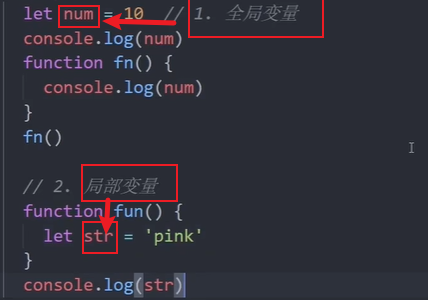 let num = 10 // 1. 全局变量
console.log(num)
function fn() {
console.log(num)
}
fn()
// 2. 局部变量
function fun() {
let str = 'pink'
}
console.log(str)